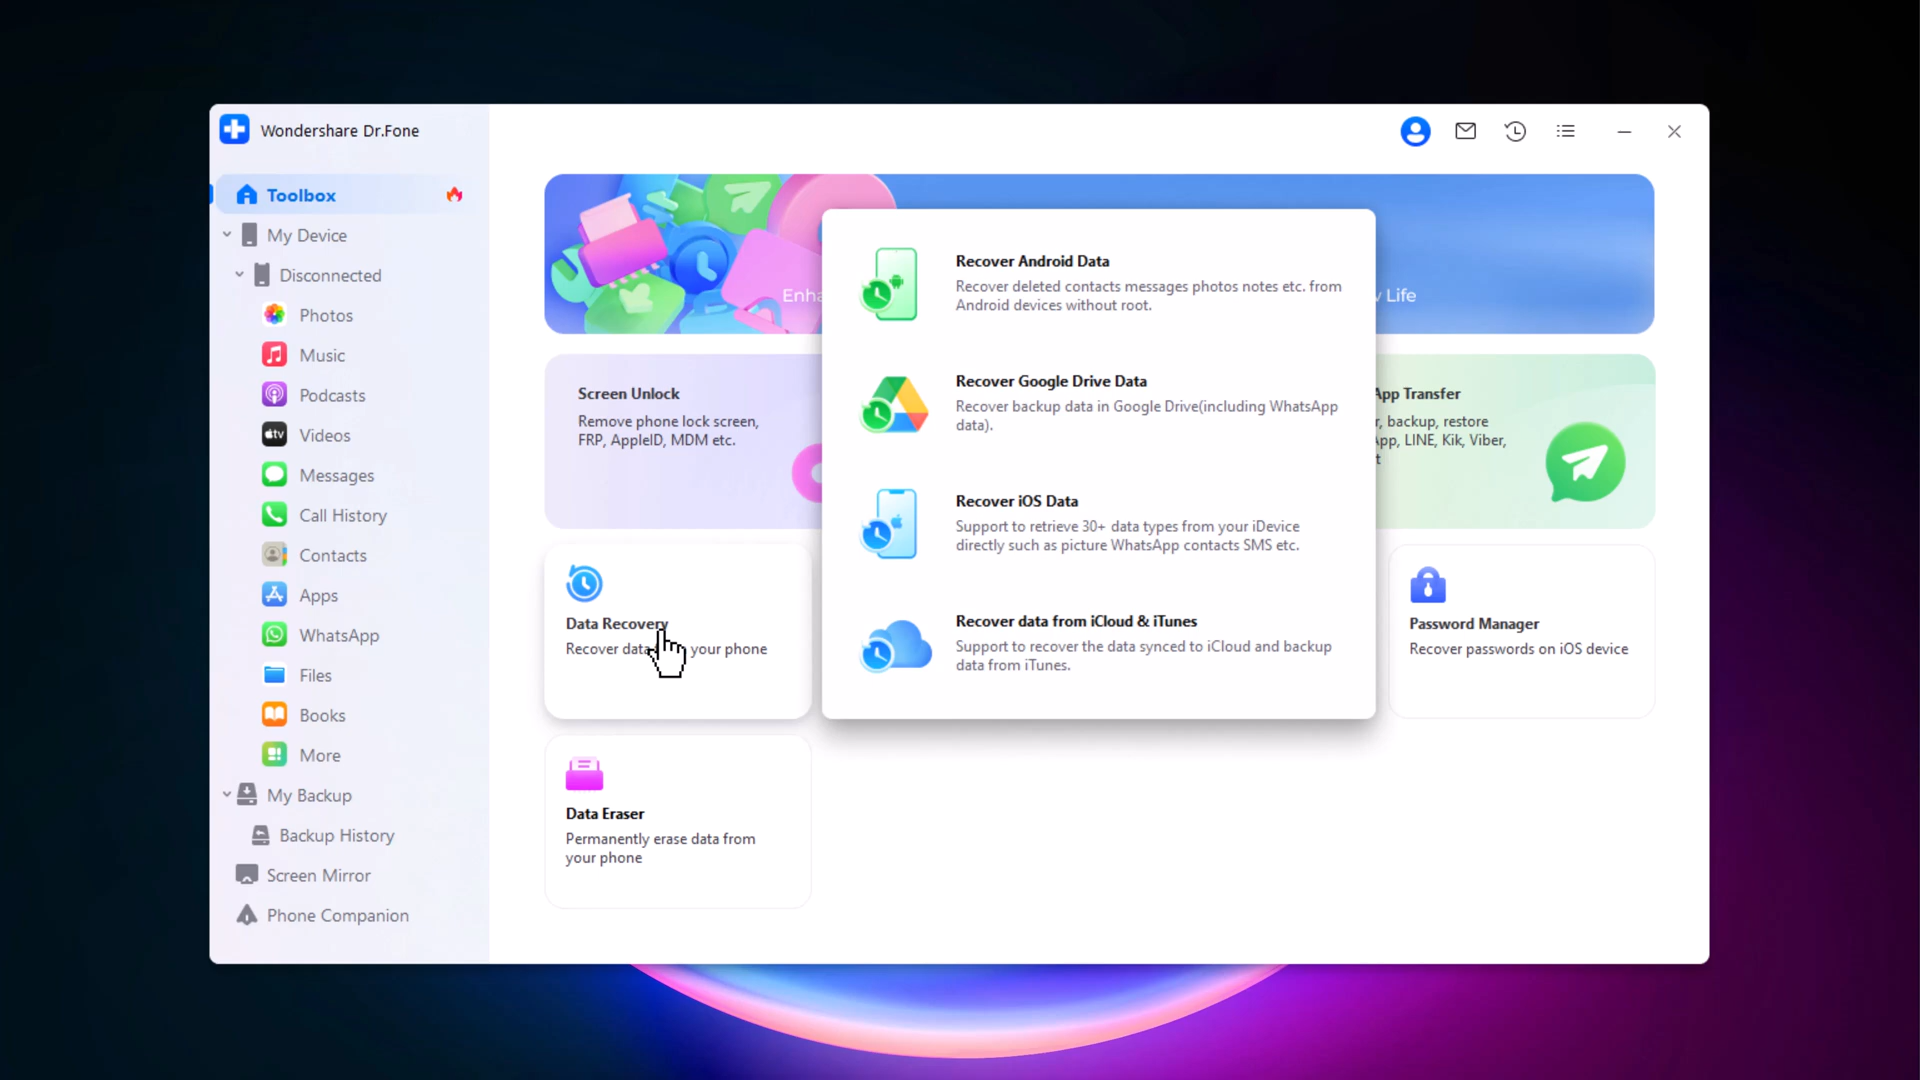 Wondershare Dr.Fone
Toolbox
My Device
Disconnected
Photos
Music
Podcasts
tv
Videos
Messages
Call History
Contacts
Apps
WhatsApp
Files
Books
More
My Backup
Backup History
Screen Mirror
Phone Companion
Life
Screen Unlock
Remove phone lock screen,
FRP, AppleID, MDM etc.
Recover Android Data
Recover deleted contacts messages photos notes etc. from
Android devices without root.
Recover Google Drive Data
Recover backup data in Google Drive(including WhatsApp
data).
Recover iOS Data
Support to retrieve 30+ data types from your iDevice
directly such as picture WhatsApp contacts SMS etc.
Recover data from iCloud & iTunes
Support to recover the data synced to iCloud and backup
data from iTunes.
App Transfer
r, backup, restore
App, LINE, Kik, Viber,
t
Data Recovery
Recover data your phone
Password Manager
Recover passwords on iOS device
Data Eraser
Permanently erase data from
your phone